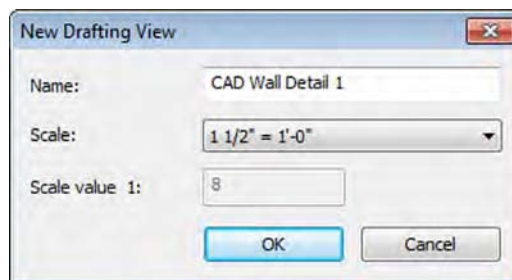 New Drafting View
Name: CAD Wall Detail 1
Scale: 1 1/2" = 1'-0"
Scale value 1: 8
OK Cancel